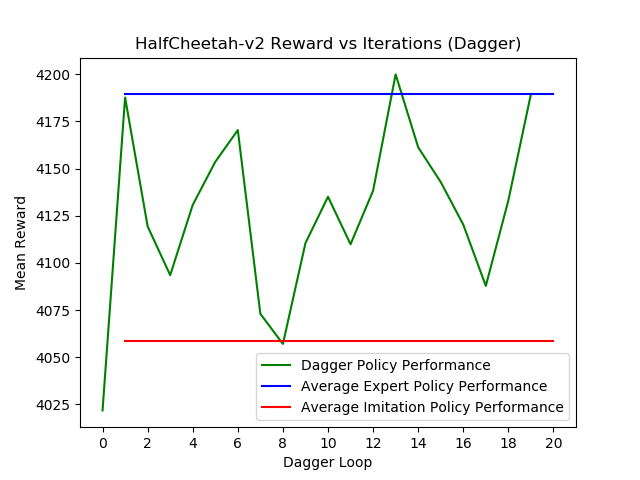 HalfCheetah-v2 Reward vs Iterations (Dagger)
4200
4175
4150
4125
4100
4075
4050
4025
Mean Reward
Dagger Policy Performance
Average Expert Policy Performance
Average Imitation Policy Performance
0 2 4 6 8 10 12 14 16 18 20
Dagger Loop